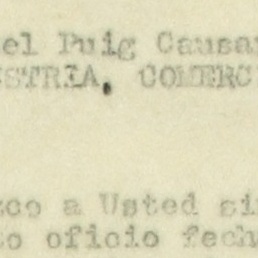 el Puig Causa
STRIA, COMERC
co a Usted si
o oficio fech